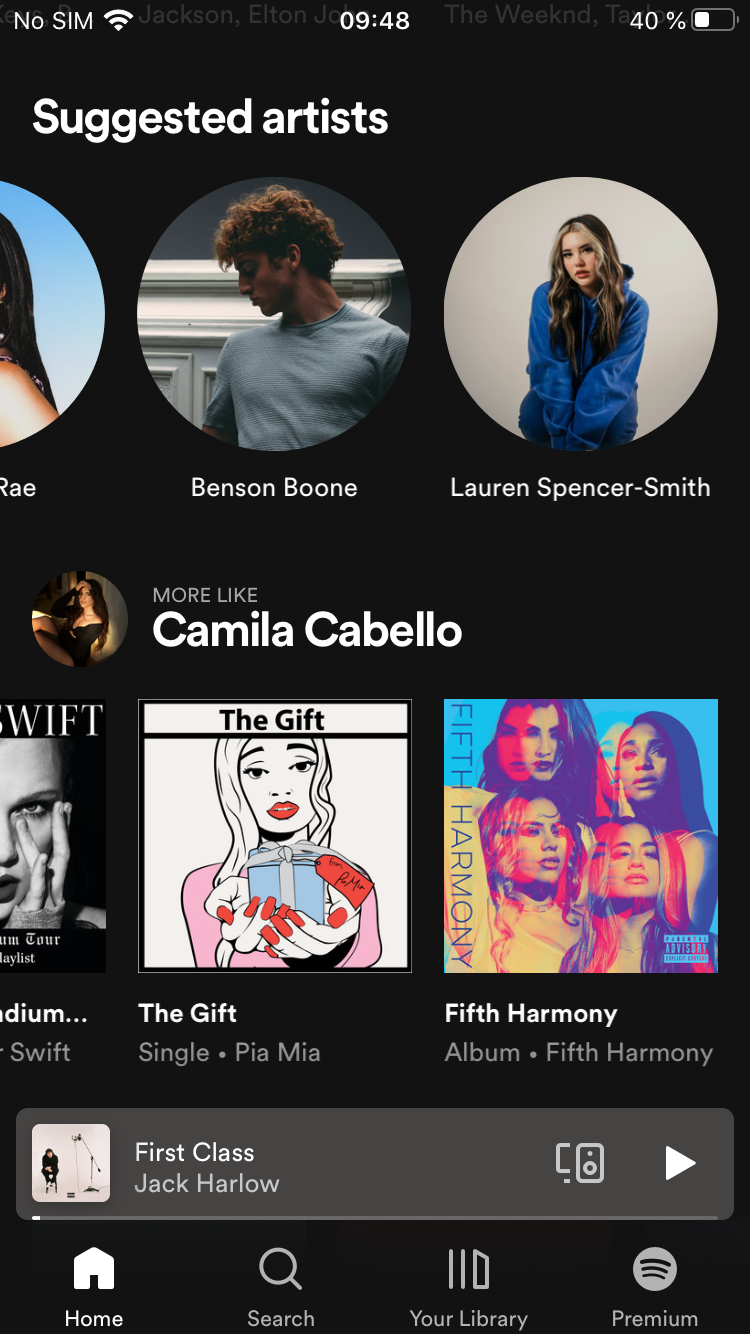 Jackson, Elton John
The Weeknd, Taylo
No SIM 09:48 40 %
Suggested artists
Rae
Benson Boone
Lauren Spencer-Smith
MORE LIKE
Camila Cabello
SWIFT
um Tour
laylist
The Gift
from
Pia Mia
FIFTH HARMONY
PARENTAL
ADVISORY
EXPLICIT CONTENT
dium...
Swift
The Gift
Single • Pia Mia
Fifth Harmony
Album • Fifth Harmony
First Class
Jack Harlow
Home
Search
Your Library
Premium